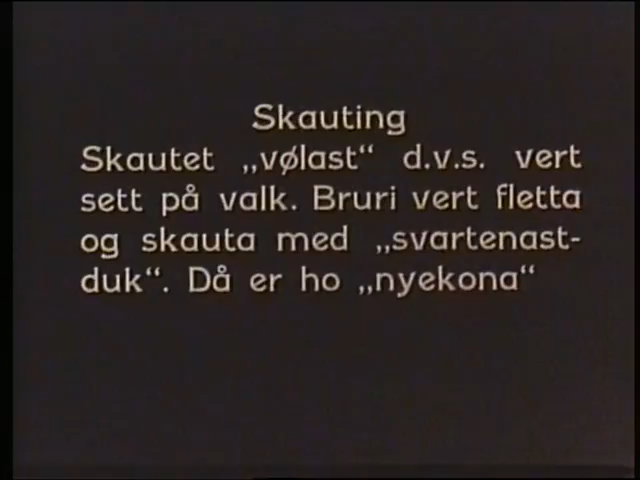 Skauting
Skautet „vølast“ d.v.s. vert
sett på valk. Bruri vert fletta
og skauta med „svartenast-
duk“. Då er ho „nyekona“